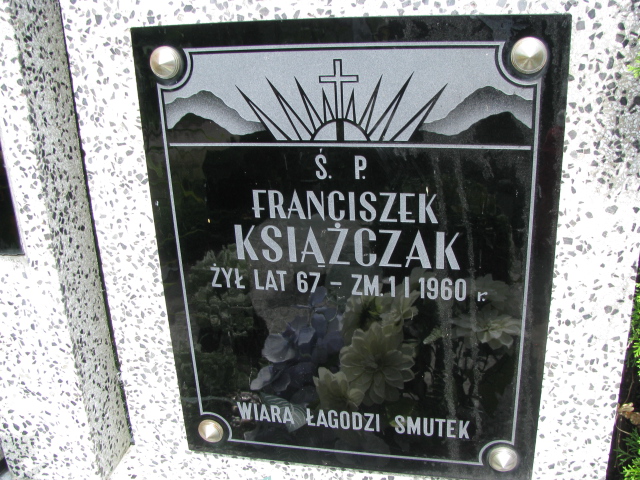 Ś. P.
FRANCISZEK
KSIĄŻCZAK
ŻYŁ LAT 67 – ZM. 1 I 1960 r.
WIARA ŁAGODZI SMUTEK